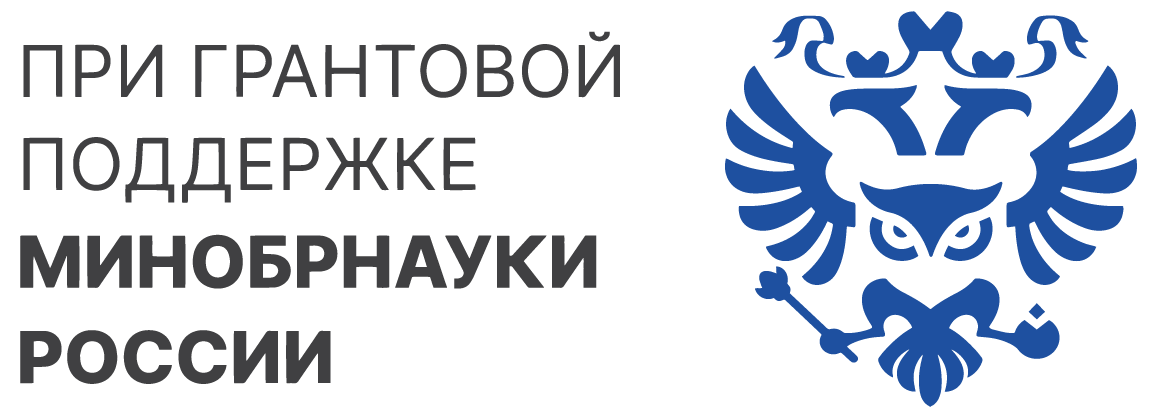 ПРИ ГРАНТОВОЙ
ПОДДЕРЖКЕ
МИНОБРНАУКИ
РОССИИ